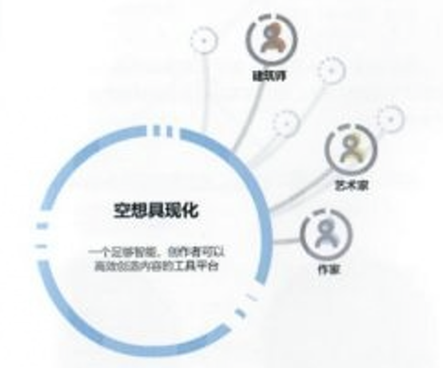 建筑师
艺术家
空想具现化
一个足够智能，创作者可以
高效创造内容的工具平台
作家